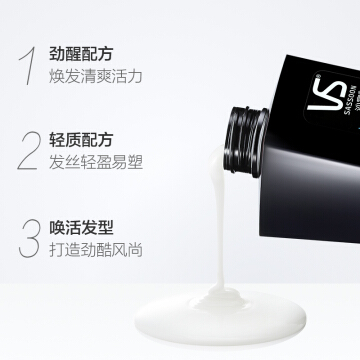 1 劲醒配方
焕发清爽活力
2 轻质配方
发丝轻盈易塑
3 唤活发型
打造劲酷风尚
VS®
SASSOON